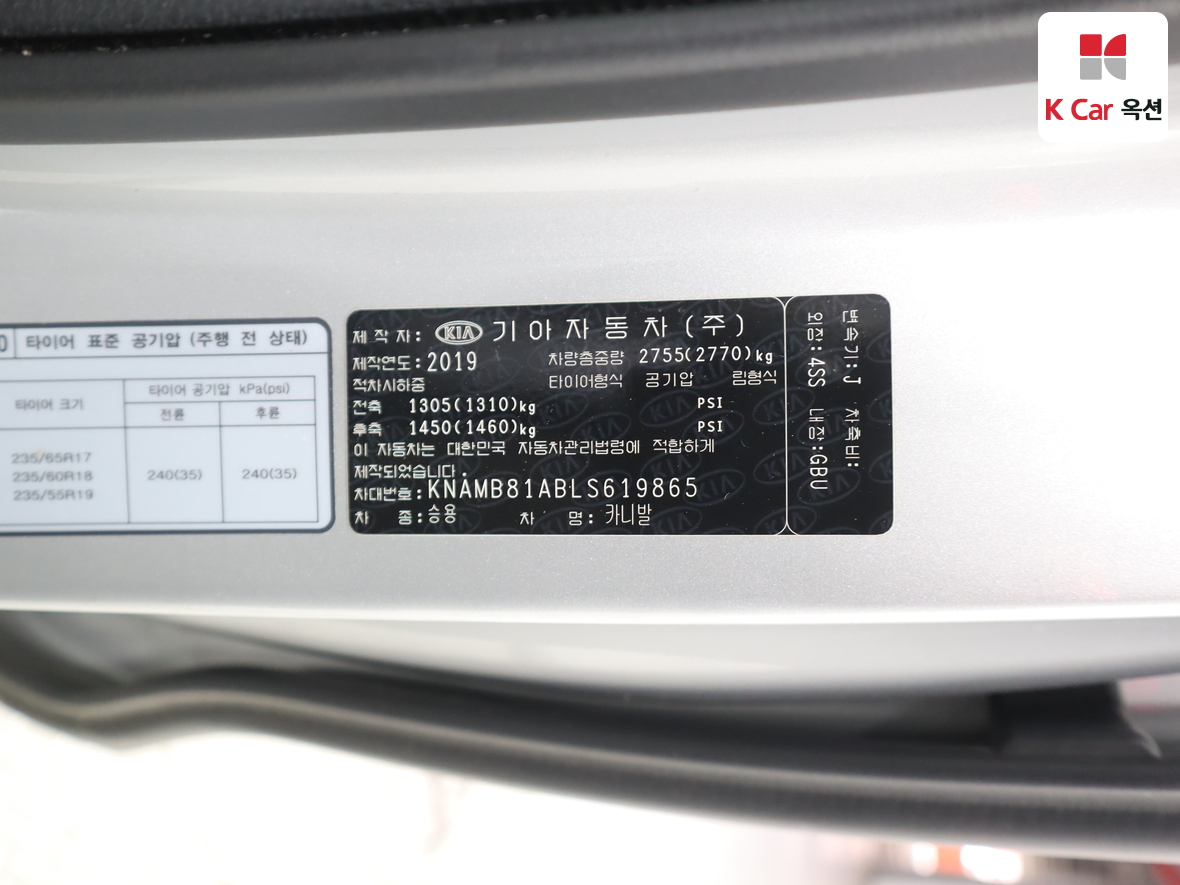 K Car 옥션
타이어 표준 공기압 (주행 전 상태)
타이어 크기
타이어 공기압 kPa(psi)
전륜 후륜
235/65R17
235/60R18
235/55R19
240(35) 240(35)
제 작 자: KIA 기아자동차(주)
제작연도:2019 차량총중량 2755(2770)kg
적차시하중 타이어형식 공기압 림형식
전축 1305(1310)kg PSI
후축 1450(1460)kg PSI
이 자동차는 대한민국 자동차관리법령에 적합하게
제작되었습니다.
차대번호:KNAMB81ABLS619865
차 종:승용 차 명:카니발
변속기:J 차축비:
외장:4SS 내장:GBU